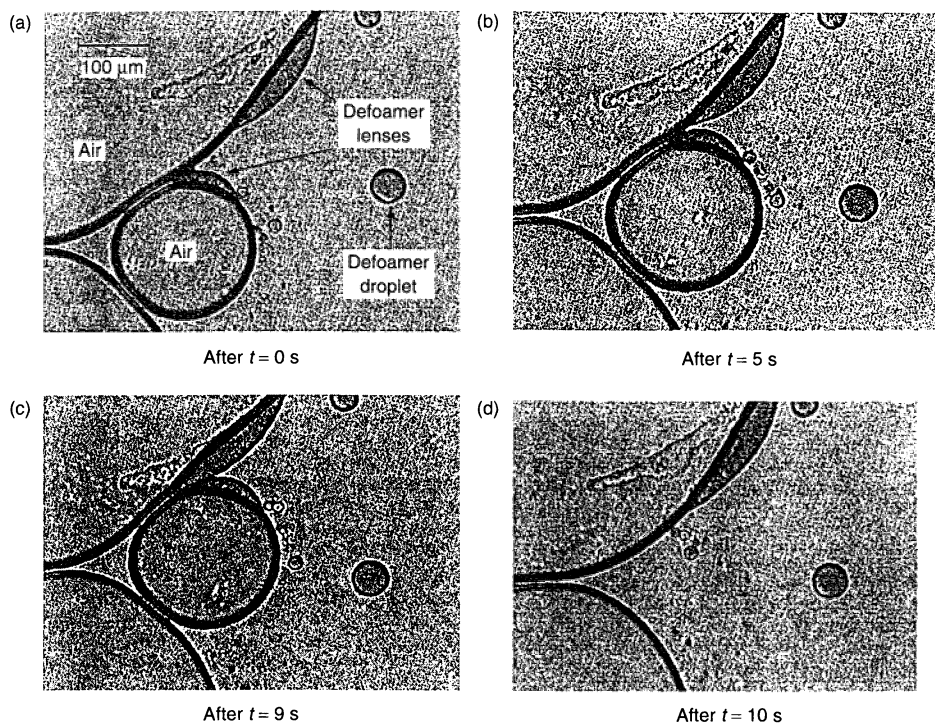 (a)
100 μm
Defoamer
lenses
Air
Air
Defoamer
droplet
After t = 0 s
(b)
After t = 5 s
(c)
After t = 9 s
(d)
After t = 10 s